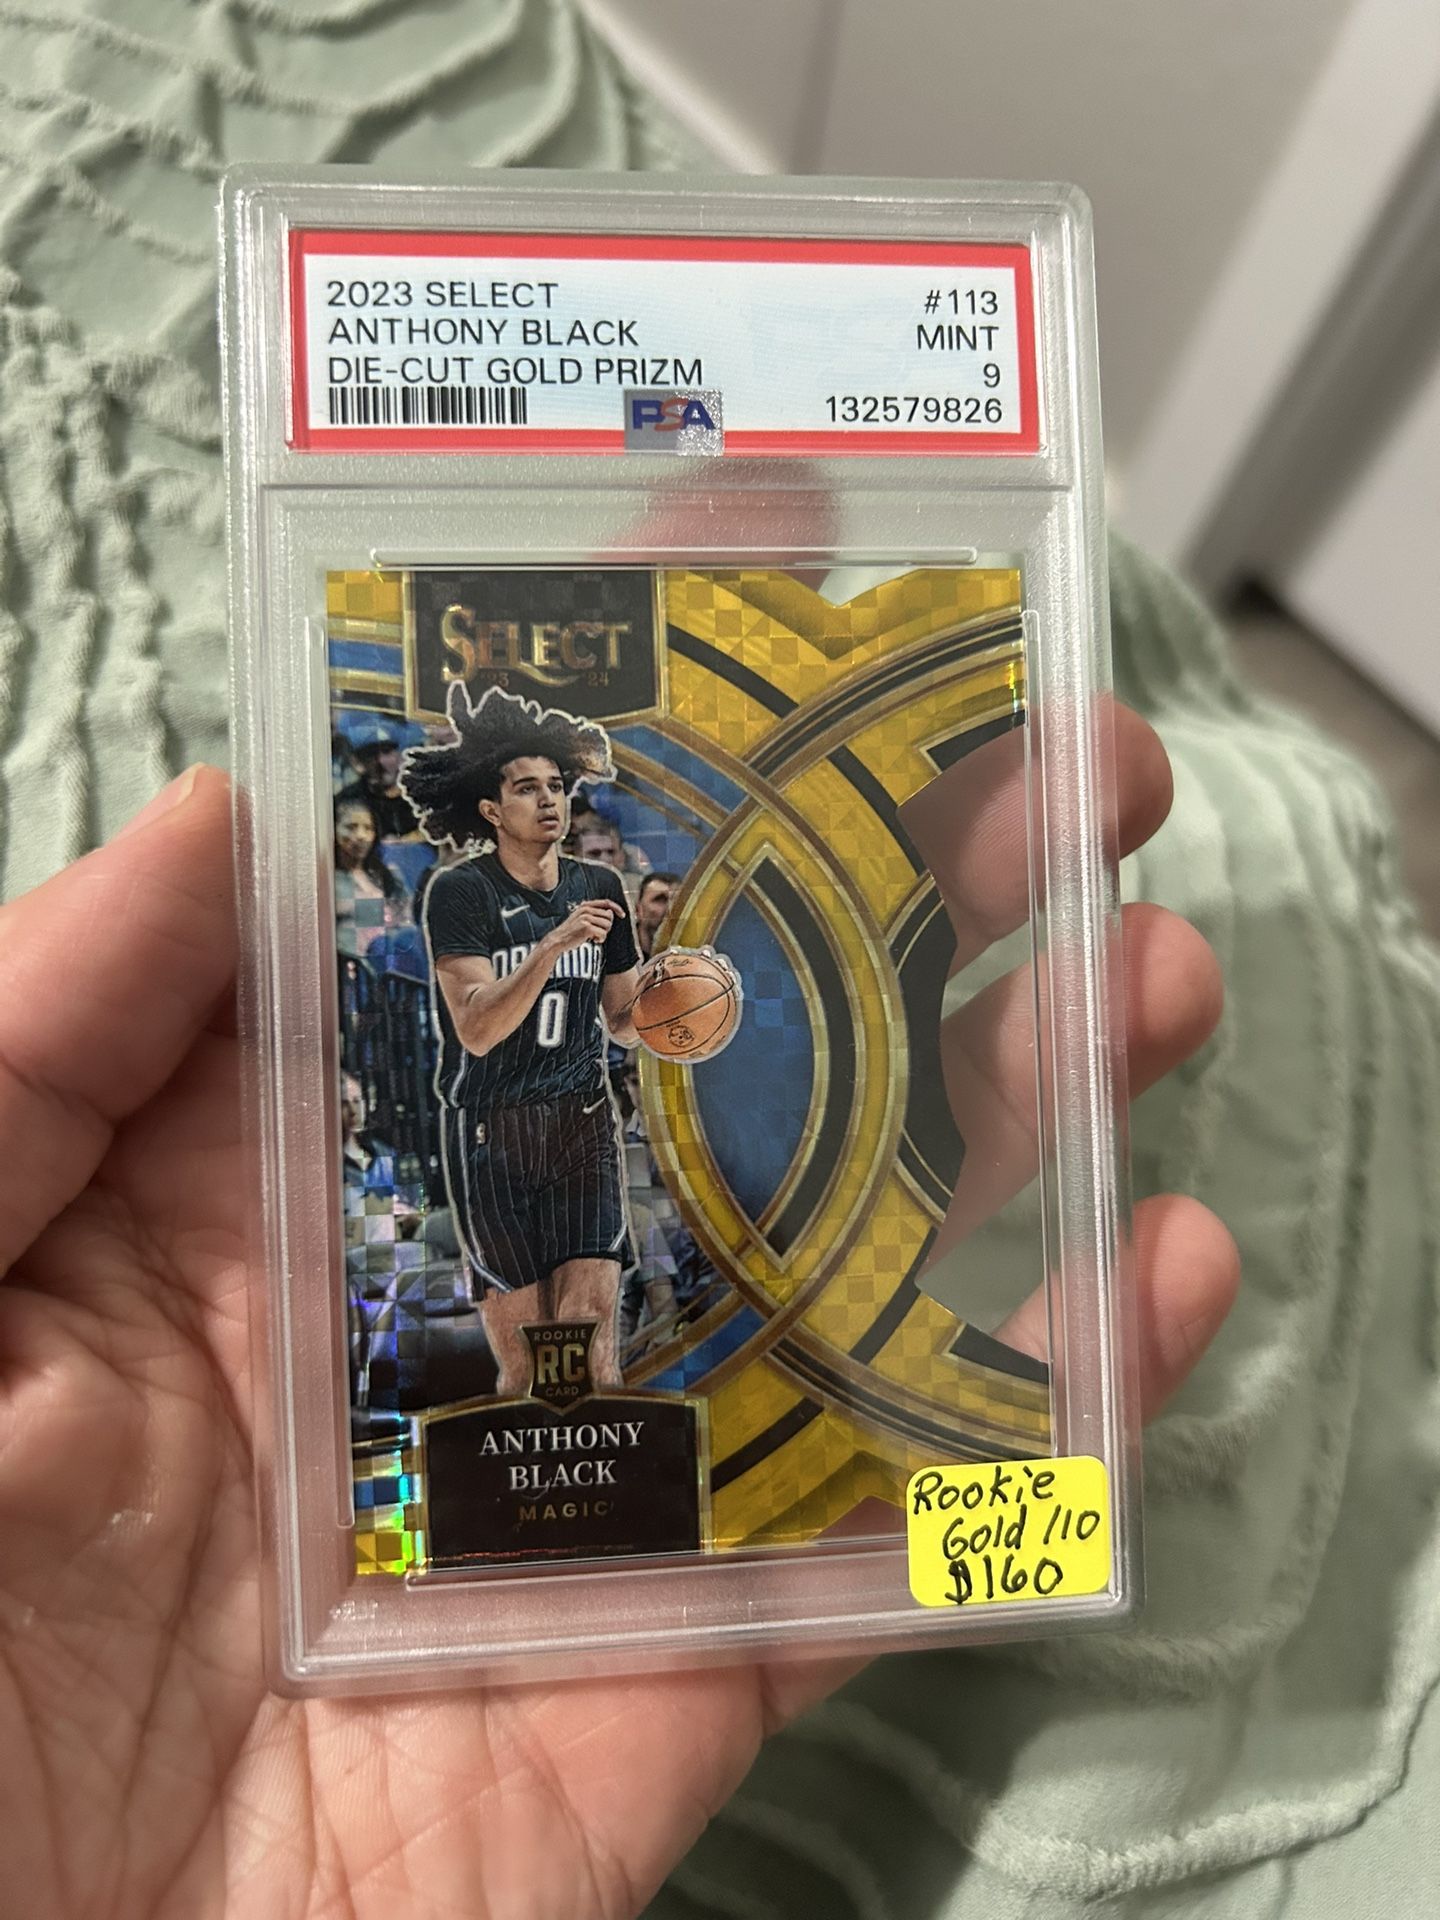 2023 SELECT #113
ANTHONY BLACK MINT
DIE-CUT GOLD PRIZM 9
PSA 132579826
SELECT
'23 '24
ORLANDO
0
ROOKIE
RC
CARD
ANTHONY
BLACK
MAGIC
Rookie
Gold /10
$160